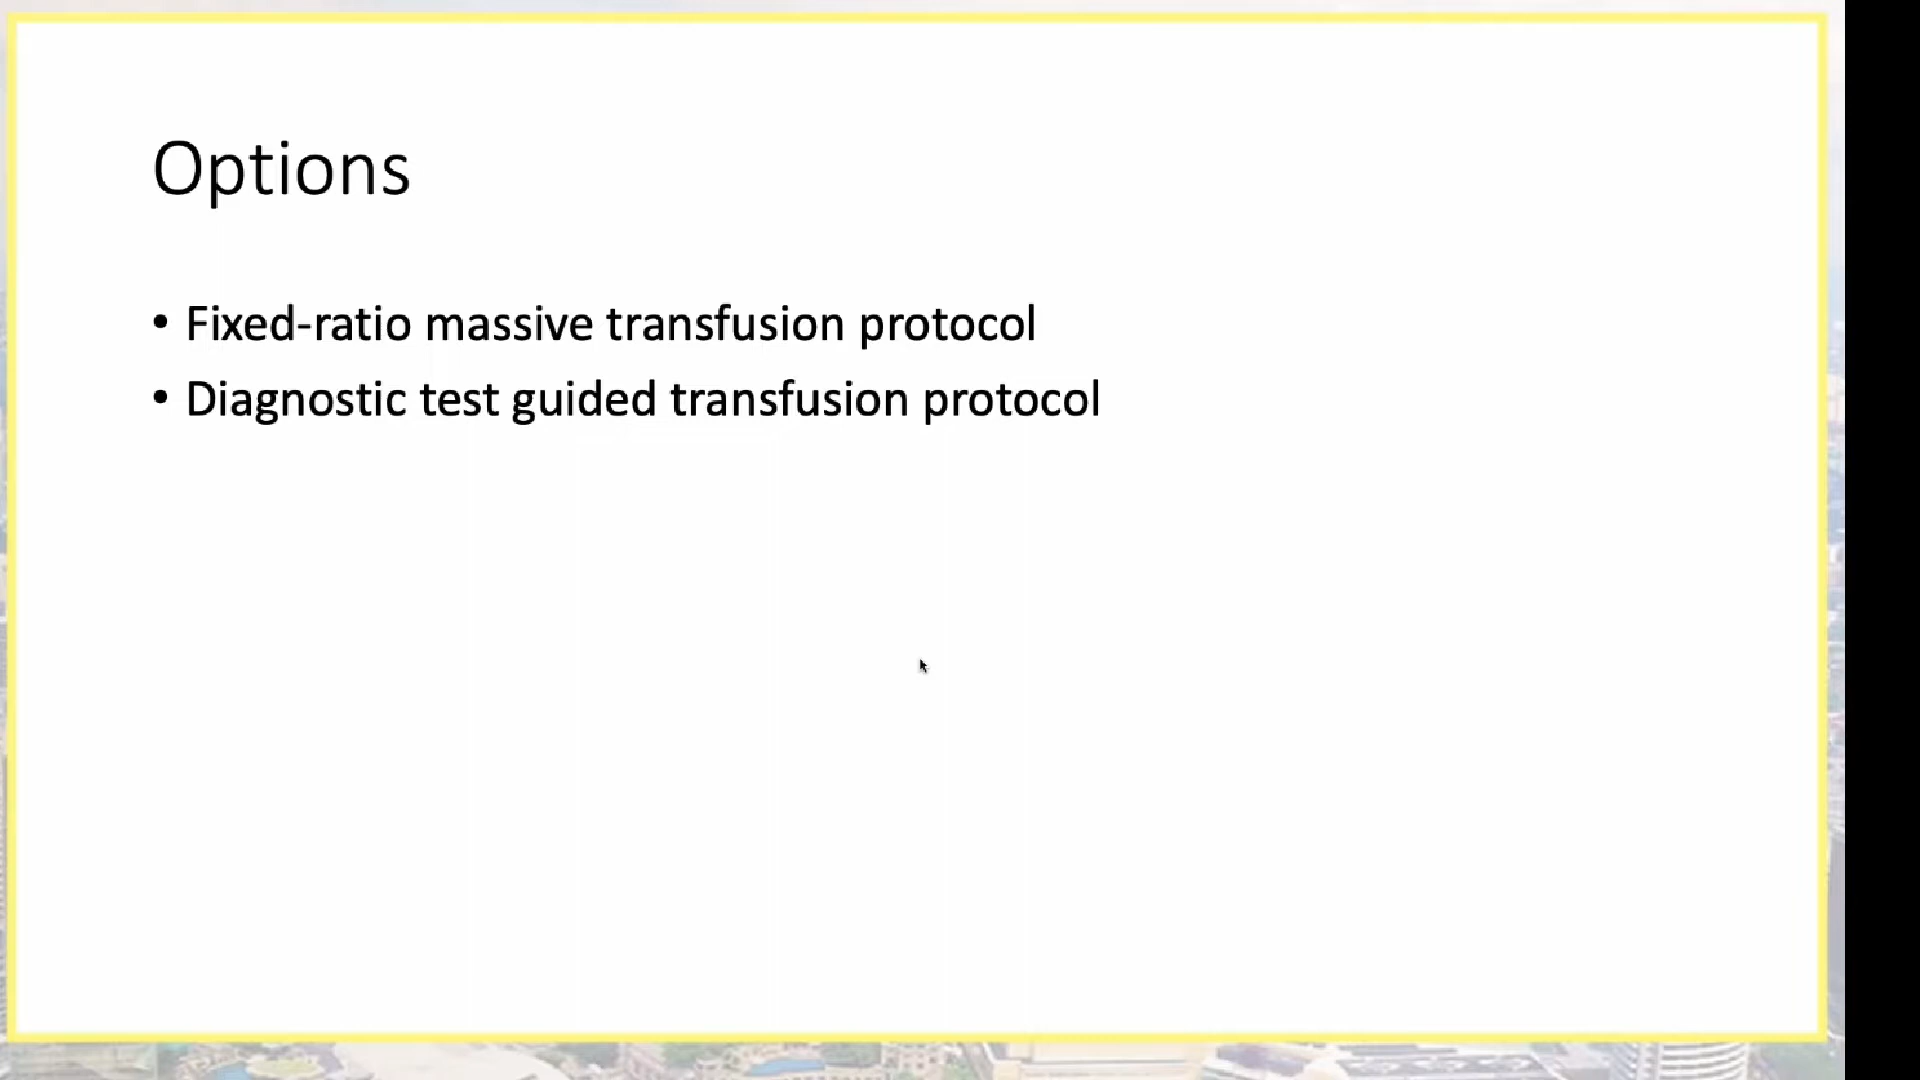 Options
• Fixed-ratio massive transfusion protocol
• Diagnostic test guided transfusion protocol